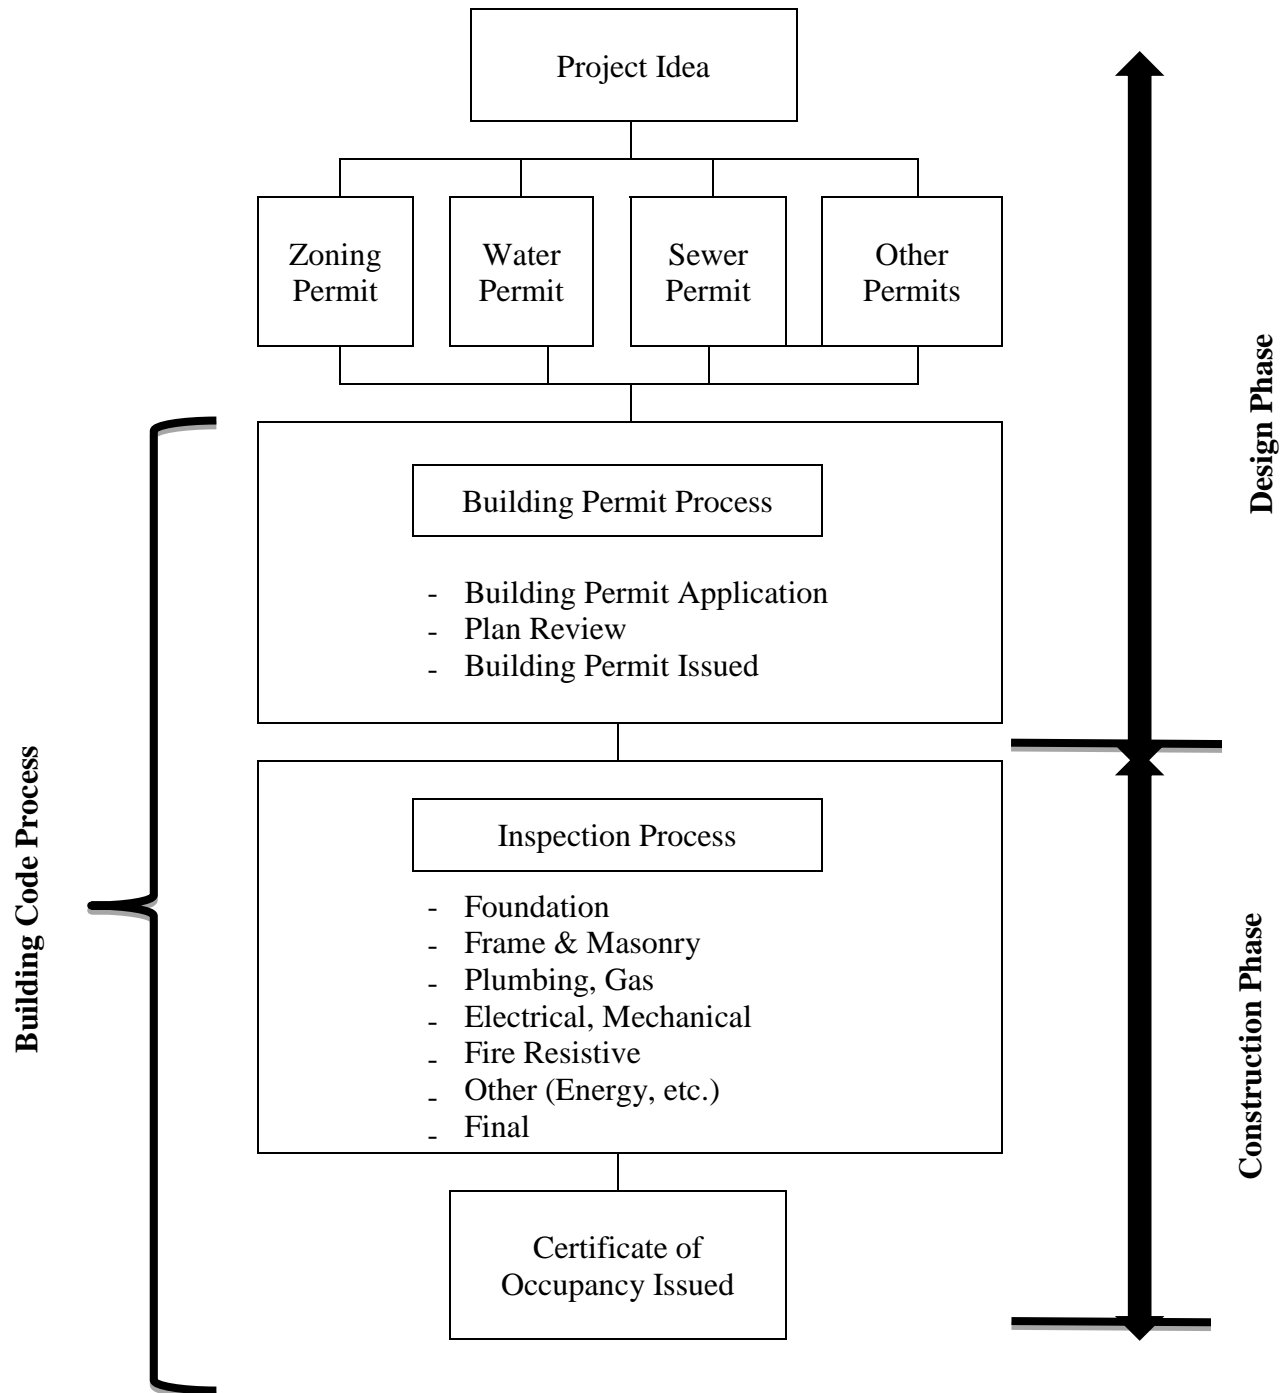 Project Idea
Zoning
Permit
Water
Permit
Sewer
Permit
Other
Permits
Design Phase
Building Code Process
Building Permit Process
- Building Permit Application
- Plan Review
- Building Permit Issued
Inspection Process
- Foundation
- Frame & Masonry
- Plumbing, Gas
- Electrical, Mechanical
- Fire Resistive
- Other (Energy, etc.)
- Final
Construction Phase
Certificate of
Occupancy Issued